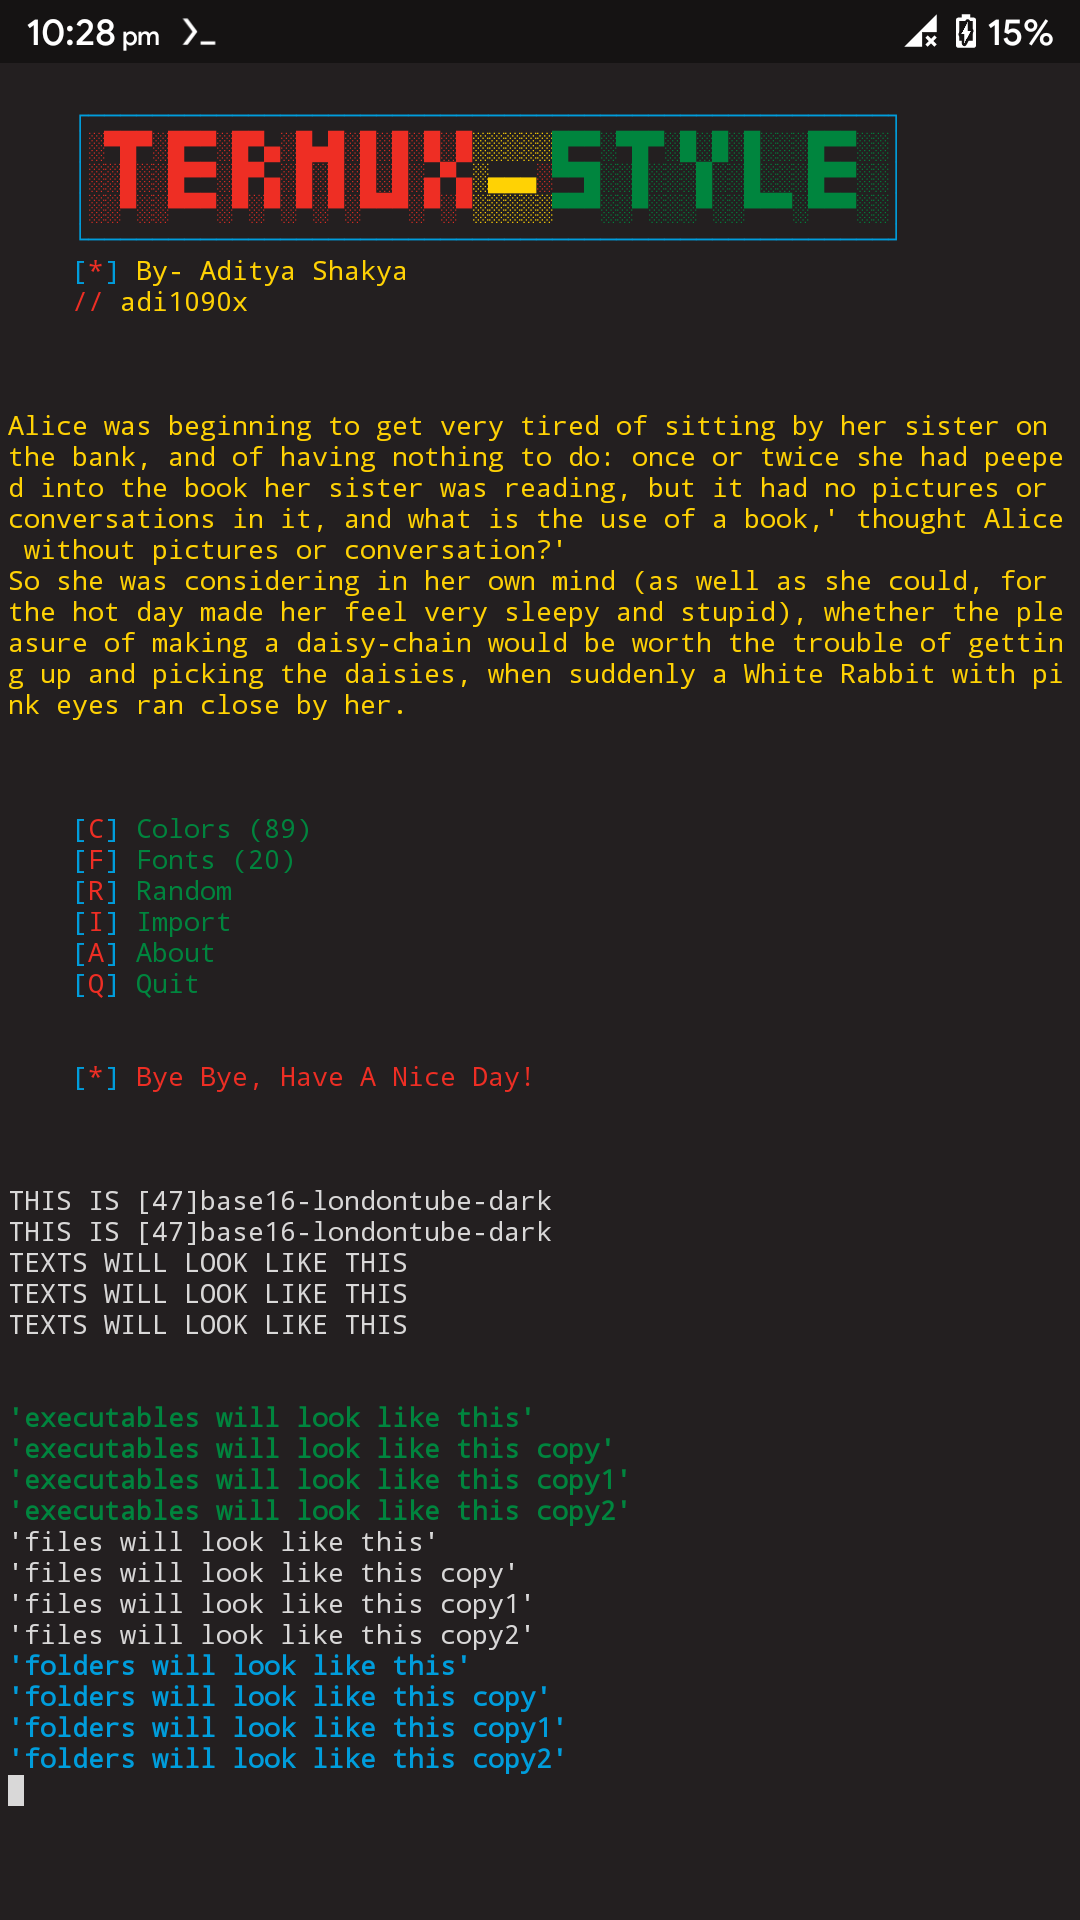 10:28 pm 15%
TERMUX-STYLE
[*] By- Aditya Shakya
// adi1090x
Alice was beginning to get very tired of sitting by her sister on
the bank, and of having nothing to do: once or twice she had peepe
d into the book her sister was reading, but it had no pictures or
conversations in it, and what is the use of a book,' thought Alice
without pictures or conversation?'
So she was considering in her own mind (as well as she could, for
the hot day made her feel very sleepy and stupid), whether the ple
asure of making a daisy-chain would be worth the trouble of gettin
g up and picking the daisies, when suddenly a White Rabbit with pi
nk eyes ran close by her.
[C] Colors (89)
[F] Fonts (20)
[R] Random
[I] Import
[A] About
[Q] Quit
[*] Bye Bye, Have A Nice Day!
THIS IS [47]base16-londontube-dark
THIS IS [47]base16-londontube-dark
TEXTS WILL LOOK LIKE THIS
TEXTS WILL LOOK LIKE THIS
TEXTS WILL LOOK LIKE THIS
'executables will look like this'
'executables will look like this copy'
'executables will look like this copy1'
'executables will look like this copy2'
'files will look like this'
'files will look like this copy'
'files will look like this copy1'
'files will look like this copy2'
'folders will look like this'
'folders will look like this copy'
'folders will look like this copy1'
'folders will look like this copy2'